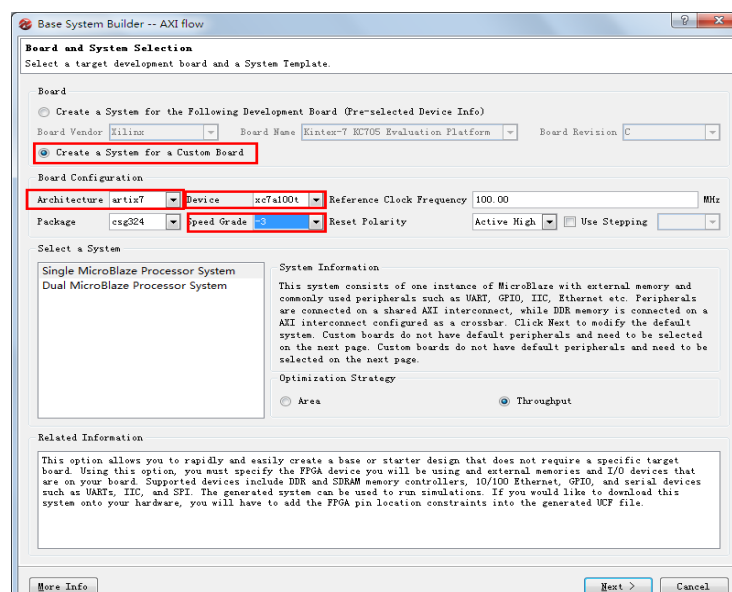 Base System Builder -- AXI flow
Board and System Selection
Select a target development board and a System Template.
Board
Create a System for the Following Development Board (Pre-selected Device Info)
Board Vendor Xilinx Board Name Kintex-7 KC705 Evaluation Platform Board Revision C
Create a System for a Custom Board
Board Configuration
Architecture artix7 Device xc7a100t Reference Clock Frequency 100.00 MHz
Package csg324 Speed Grade -3 Reset Polarity Active High Use Stepping
Select a System
Single MicroBlaze Processor System
Dual MicroBlaze Processor System
System Information
This system consists of one instance of MicroBlaze with external memory and
commonly used peripherals such as UART, GPIO, IIC, Ethernet etc. Peripherals
are connected on a shared AXI interconnect, while DDR memory is connected on a
AXI interconnect configured as a crossbar. Click Next to modify the default
system. Custom boards do not have default peripherals and need to be selected
on the next page. Custom boards do not have default peripherals and need to be
selected on the next page.
Optimization Strategy
Area Throughput
Related Information
This option allows you to rapidly and easily create a base or starter design that does not require a specific target
board. Using this option, you must specify the FPGA device you will be using and external memories and I/O devices that
are on your board. Supported devices include DDR and SDRAM memory controllers, 10/100 Ethernet, GPIO, and serial devices
such as UARTs, IIC, and SPI. The generated system can be used to run simulations. If you would like to download this
system onto your hardware, you will have to add the FPGA pin location constraints into the generated UCF file.
More Info Next > Cancel